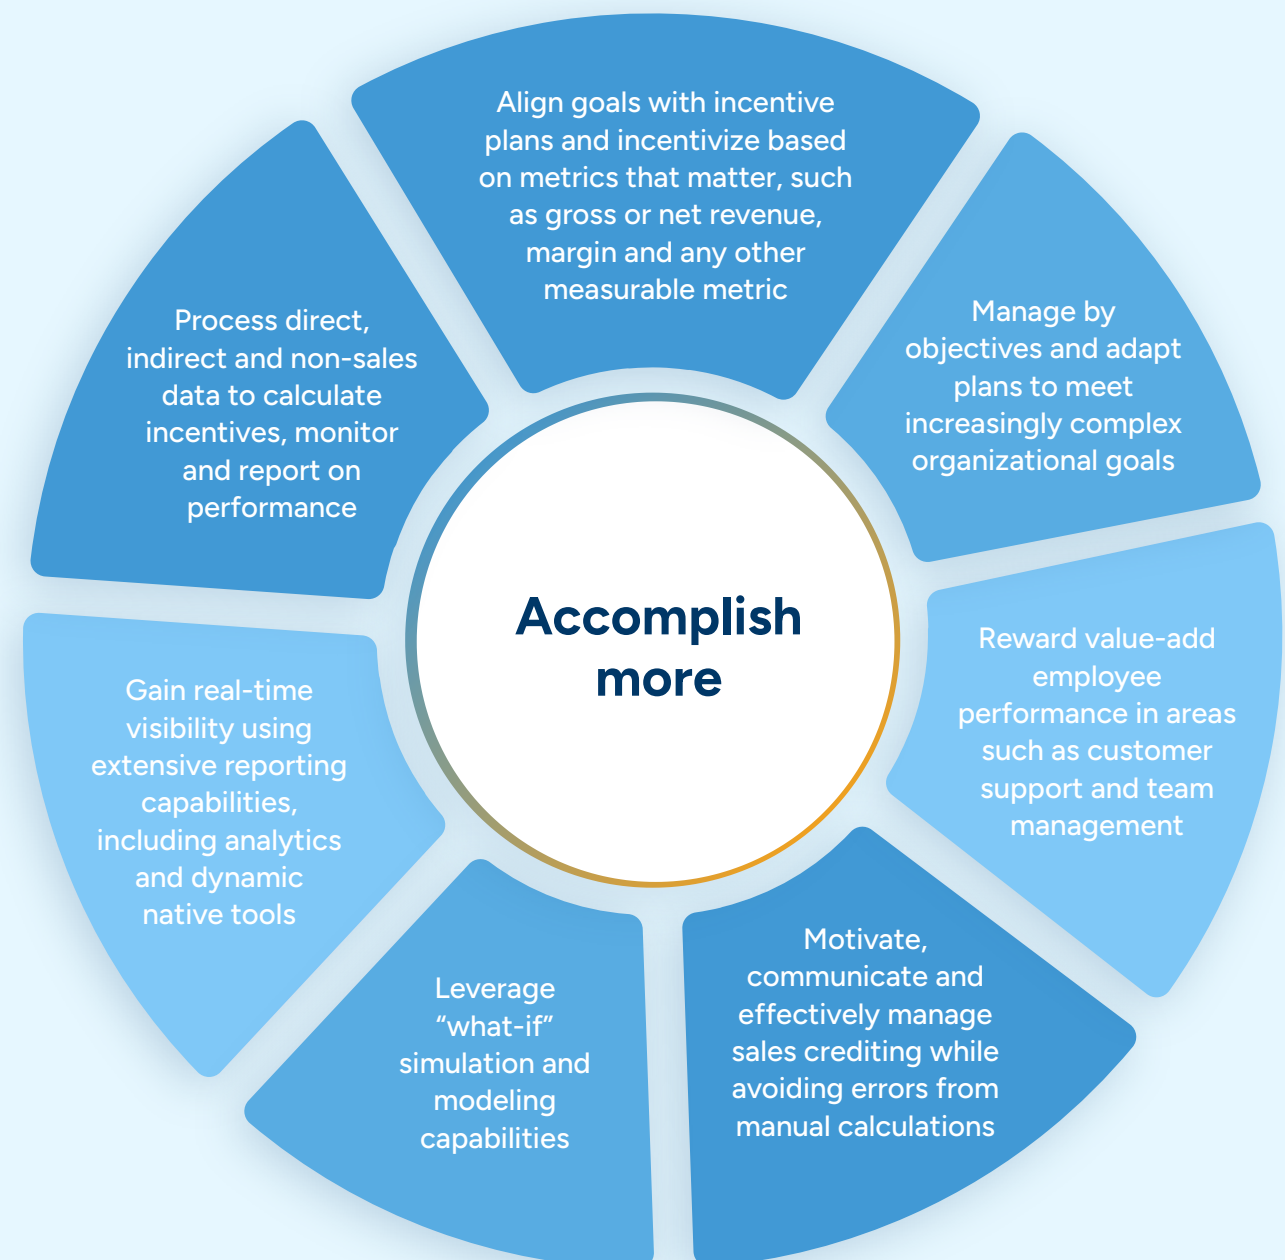 Align goals with incentive
plans and incentivize based
on metrics that matter, such
as gross or net revenue,
margin and any other
measurable metric
Manage by
objectives and adapt
plans to meet
increasingly complex
organizational goals
Reward value-add
employee
performance in areas
such as customer
support and team
management
Motivate,
communicate and
effectively manage
sales crediting while
avoiding errors from
manual calculations
Leverage
“what-if”
simulation and
modeling
capabilities
Gain real-time
visibility using
extensive reporting
capabilities,
including analytics
and dynamic
native tools
Process direct,
indirect and non-sales
data to calculate
incentives, monitor
and report on
performance
Accomplish
more